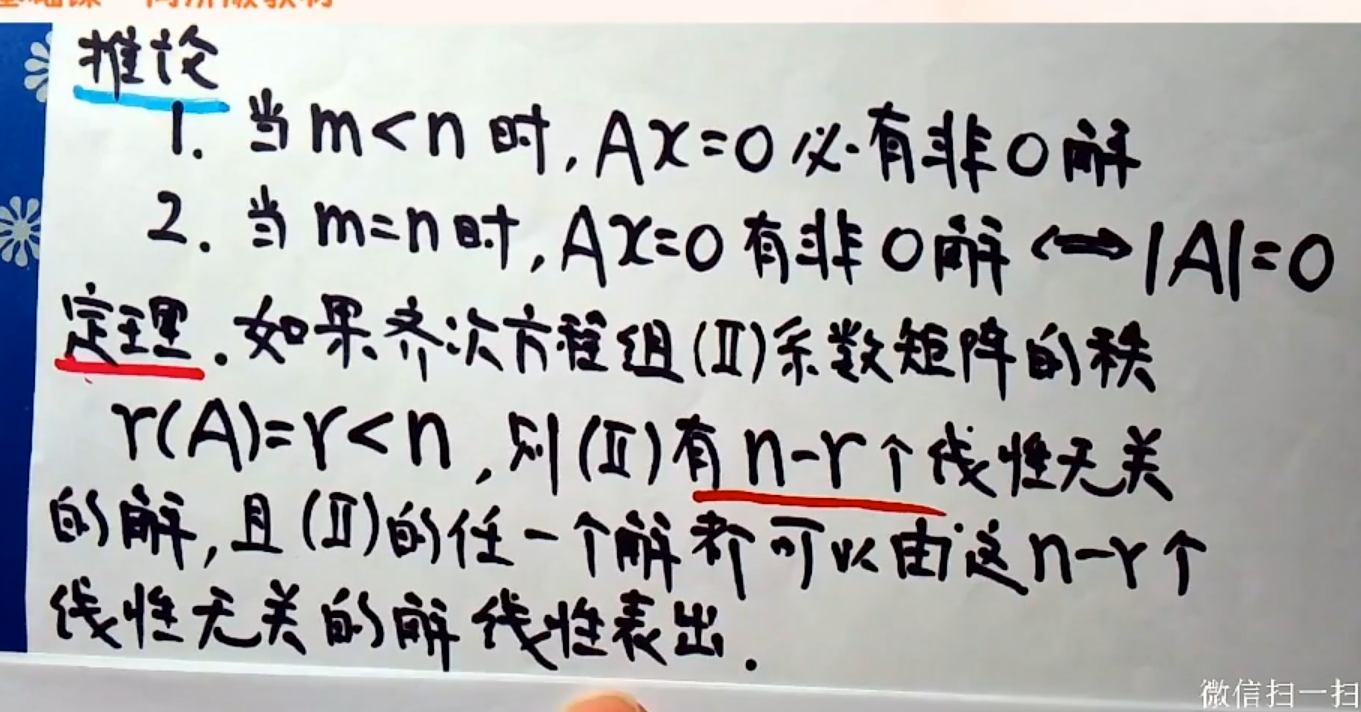 推论
1. 当 m<n 时, Ax=0 必有非0解
2. 当 m=n 时, Ax=0 有非0解 ⟺ |A|=0
定理. 如果齐次方程组(Ⅱ)系数矩阵的秩
r(A)=r<n, 则(Ⅱ)有 n-r 个线性无关
的解, 且(Ⅱ)的任一个解都可以由这 n-r 个
线性无关的解线性表出.
微信扫一扫